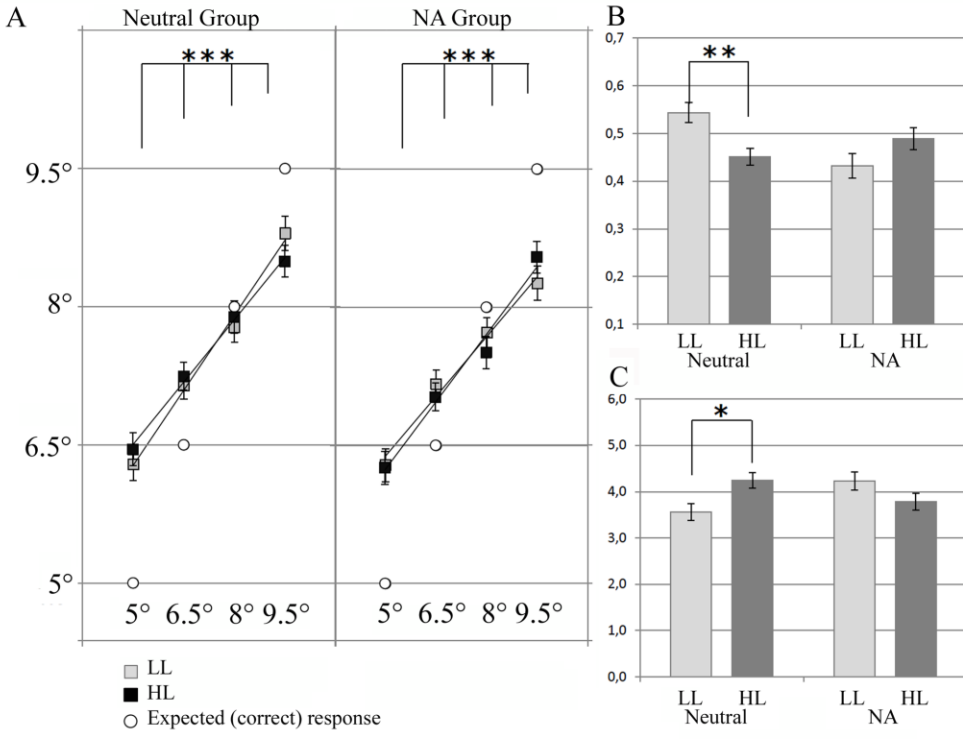 A
Neutral Group
NA Group
***
***
9.5°
8°
6.5°
5°
5° 6.5° 8° 9.5°
5° 6.5° 8° 9.5°
LL
HL
Expected (correct) response
B
0,7
0,6
0,5
0,4
0,3
0,2
0,1
**
LL HL LL HL
Neutral NA
C
6,0
5,0
4,0
3,0
2,0
1,0
0,0
*
LL HL LL HL
Neutral NA